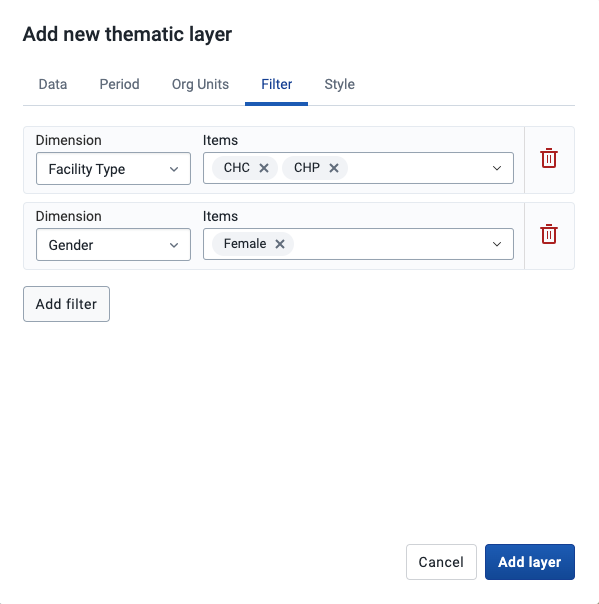 Add new thematic layer
Data Period Org Units Filter Style
Dimension Items
Facility Type CHC CHP
Dimension Items
Gender Female
Add filter
Cancel Add layer